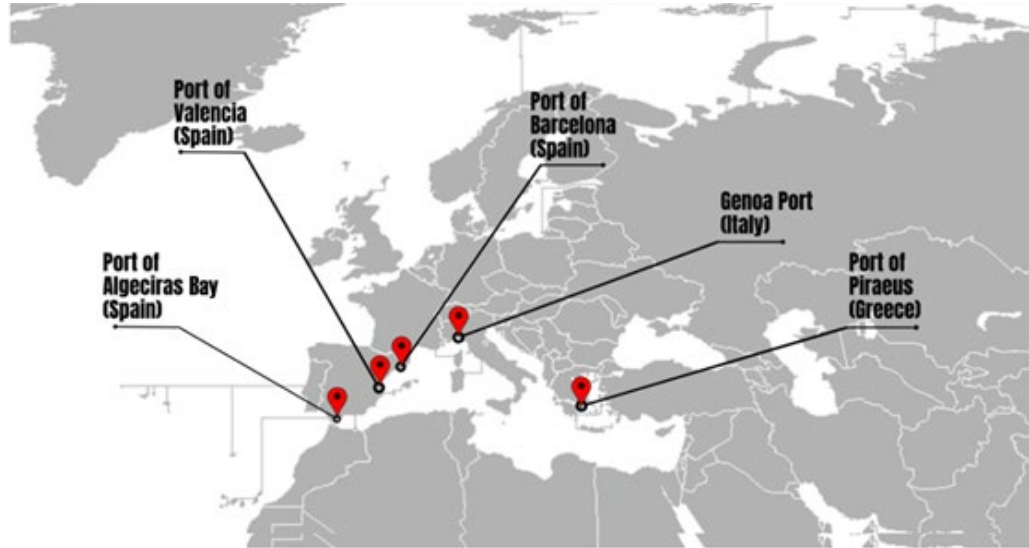 Port of
Valencia
(Spain)
Port of
Barcelona
(Spain)
Genoa Port
(Italy)
Port of
Algeciras Bay
(Spain)
Port of
Piraeus
(Greece)